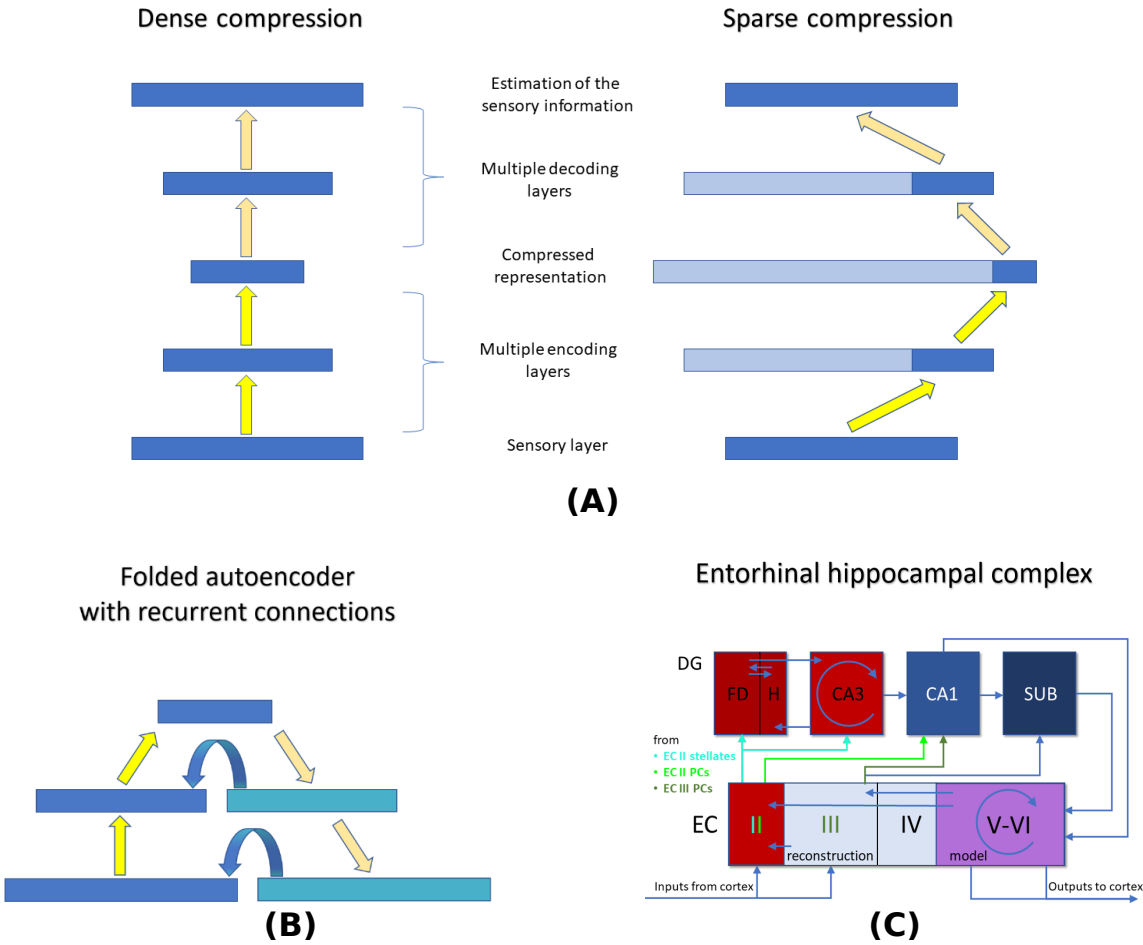 Dense compression
Sparse compression
Estimation of the
sensory information
Multiple decoding
layers
Compressed
representation
Multiple encoding
layers
Sensory layer
(A)
Folded autoencoder
with recurrent connections
(B)
Entorhinal hippocampal complex
DG
FD
H
CA3
CA1
SUB
from
• EC II stellates
• EC II PCs
• EC III PCs
EC
II
III
IV
V-VI
reconstruction
model
Inputs from cortex
Outputs to cortex
(C)